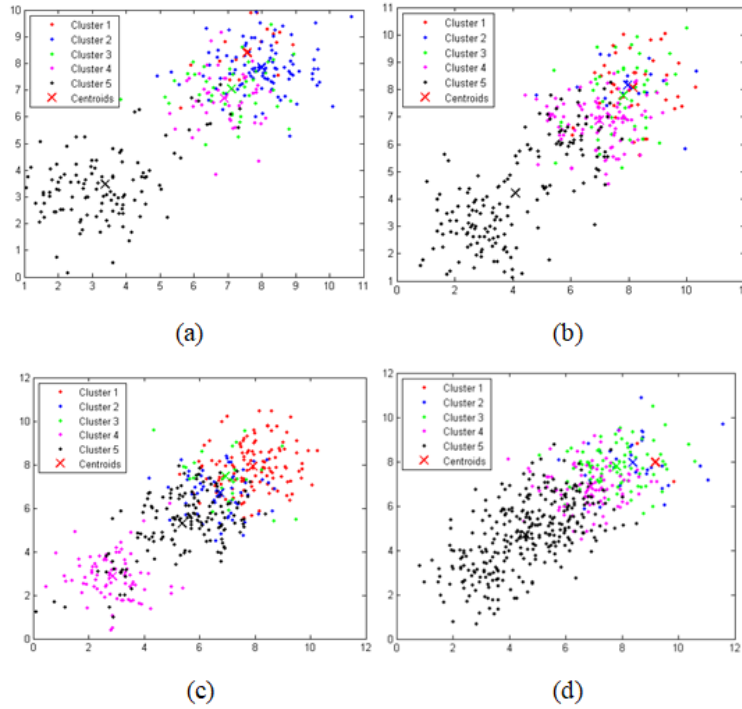 10
9
8
7
6
5
4
3
2
1
0
Cluster 1
Cluster 2
Cluster 3
Cluster 4
Cluster 5
Centroids
1 2 3 4 5 6 7 8 9 10 11
(a)
11
10
9
8
7
6
5
4
3
2
1
Cluster 1
Cluster 2
Cluster 3
Cluster 4
Cluster 5
Centroids
0 2 4 6 8 10
(b)
12
10
8
6
4
2
0
Cluster 1
Cluster 2
Cluster 3
Cluster 4
Cluster 5
Centroids
0 2 4 6 8 10 12
(c)
12
10
8
6
4
2
0
Cluster 1
Cluster 2
Cluster 3
Cluster 4
Cluster 5
Centroids
0 2 4 6 8 10 12
(d)